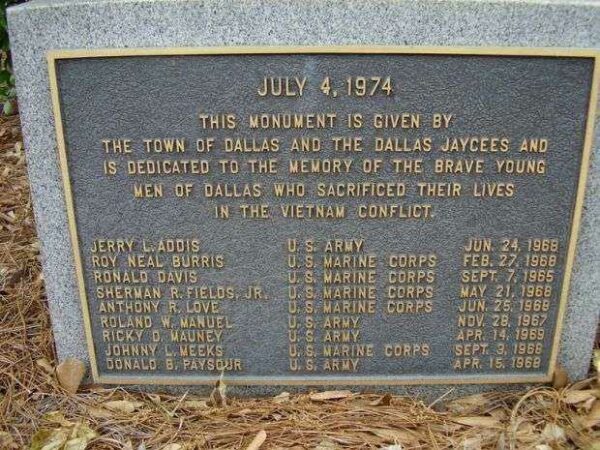 JULY 4, 1974
THIS MONUMENT IS GIVEN BY
THE TOWN OF DALLAS AND THE DALLAS JAYCEES AND
IS DEDICATED TO THE MEMORY OF THE BRAVE YOUNG
MEN OF DALLAS WHO SACRIFICED THEIR LIVES
IN THE VIETNAM CONFLICT.
JERRY L. ADDIS U. S. ARMY JUN. 24, 1968
ROY NEAL BURRIS U. S. MARINE CORPS FEB. 27, 1968
RONALD DAVIS U. S. MARINE CORPS SEPT. 7, 1965
SHERMAN R. FIELDS, JR. U. S. MARINE CORPS MAY 21, 1968
ANTHONY R. LOVE U. S. MARINE CORPS JUN. 25, 1966
ROLAND W. MANUEL U. S. ARMY NOV. 28, 1967
RICKY D. MAUNEY U. S. ARMY APR. 14, 1969
JOHNNY L. MEEKS U. S. MARINE CORPS SEPT. 3, 1968
DONALD B. PAYSOUR U. S. ARMY APR. 15, 1968